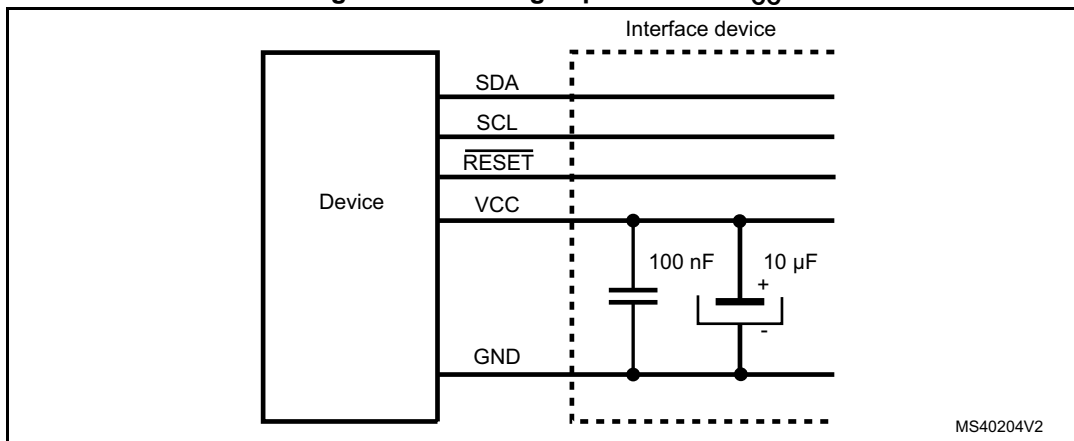 Interface device
SDA
SCL
RESET
Device
VCC
100 nF
10 µF
+
-
GND
MS40204V2